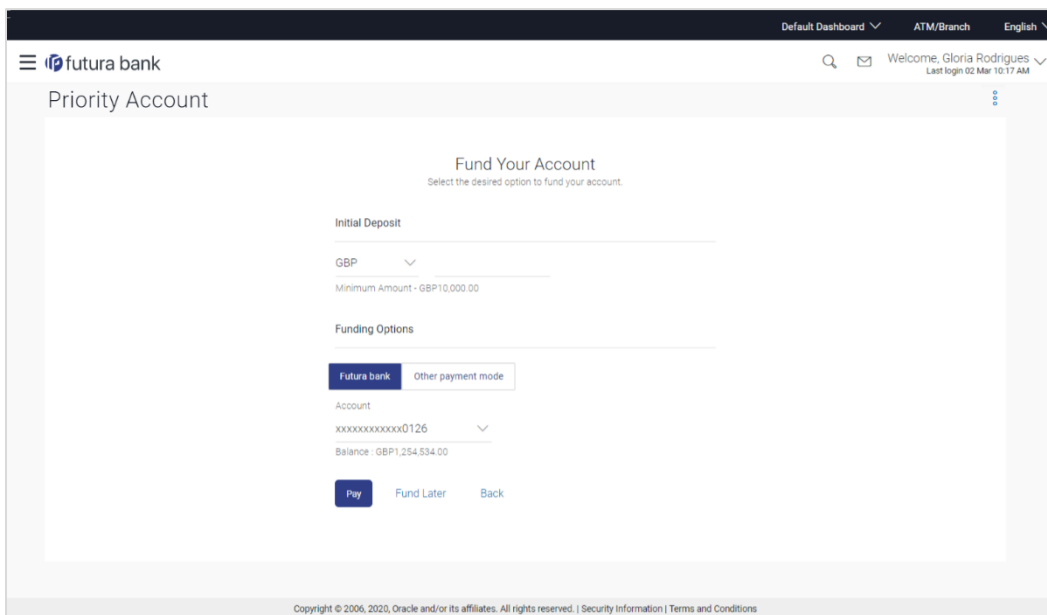 Default Dashboard ATM/Branch English
futura bank
Welcome, Gloria Rodrigues
Last login 02 Mar 10:17 AM
Priority Account
Fund Your Account
Select the desired option to fund your account.
Initial Deposit
GBP
Minimum Amount - GBP10,000.00
Funding Options
Futura bank Other payment mode
Account
xxxxxxxxxxxx0126
Balance : GBP1,254,534.00
Pay Fund Later Back
Copyright © 2006, 2020, Oracle and/or its affiliates. All rights reserved. | Security Information | Terms and Conditions